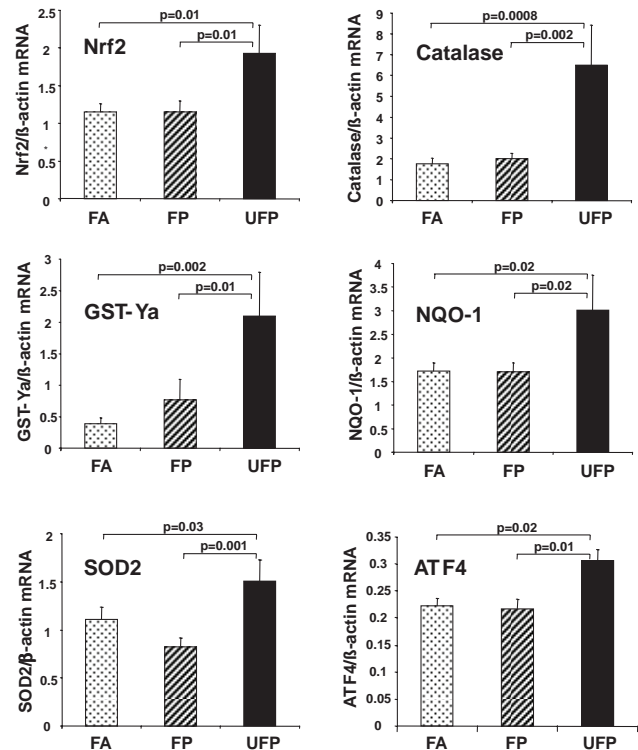 p=0.01
p=0.01
Nrf2
Nrf2/ß-actin mRNA
2.5
2
1.5
1
0.5
0
*
FA FP UFP
p=0.0008
p=0.002
Catalase
Catalase/ß-actin mRNA
9
8
7
6
5
4
3
2
1
0
FA FP UFP
p=0.002
p=0.01
GST-Ya
GST-Ya/ß-actin mRNA
3
2.5
2
1.5
1
0.5
0
FA FP UFP
p=0.02
p=0.02
NQO-1
NQO-1/ß-actin mRNA
4
3.5
3
2.5
2
1.5
1
0.5
0
FA FP UFP
p=0.03
p=0.001
SOD2
SOD2/β-actin mRNA
2
1.5
1
0.5
0
FA FP UFP
p=0.02
p=0.01
ATF4
ATF4/ß-actin mRNA
0.35
0.3
0.25
0.2
0.15
0.1
0.05
0
FA FP UFP